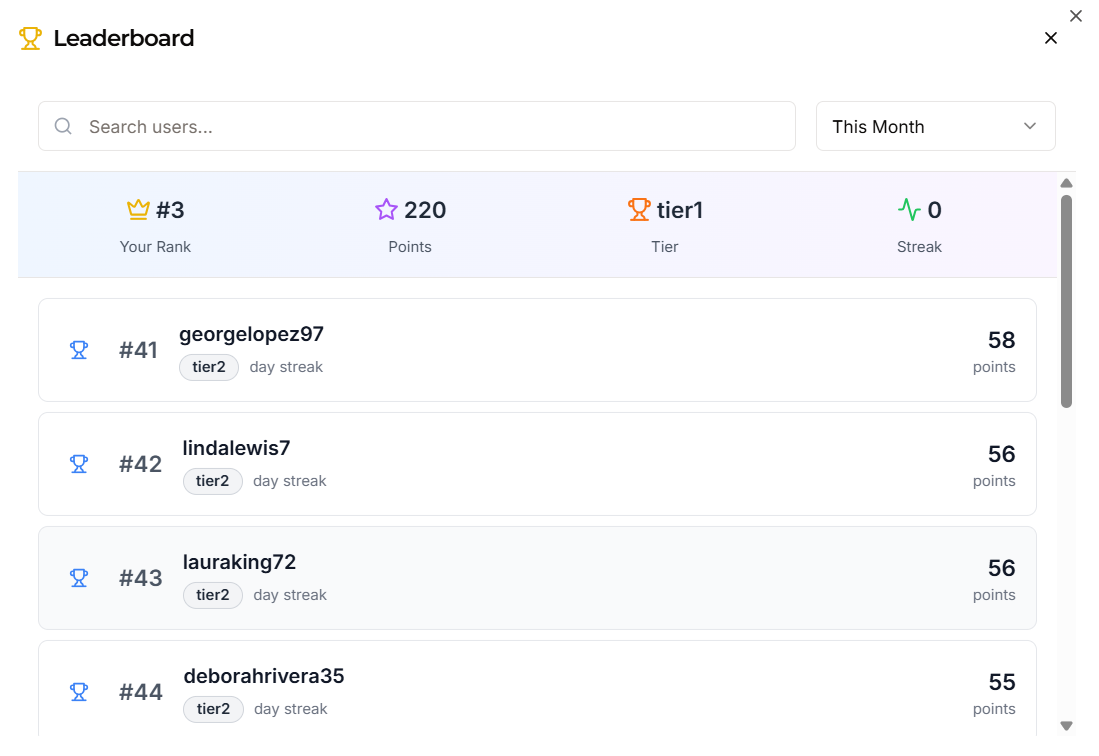 Leaderboard
Search users...
This Month
#3
Your Rank
220
Points
tier1
Tier
0
Streak
#41
georgelopez97
tier2 day streak
58
points
#42
lindalewis7
tier2 day streak
56
points
#43
lauraking72
tier2 day streak
56
points
#44
deborahrivera35
tier2 day streak
55
points